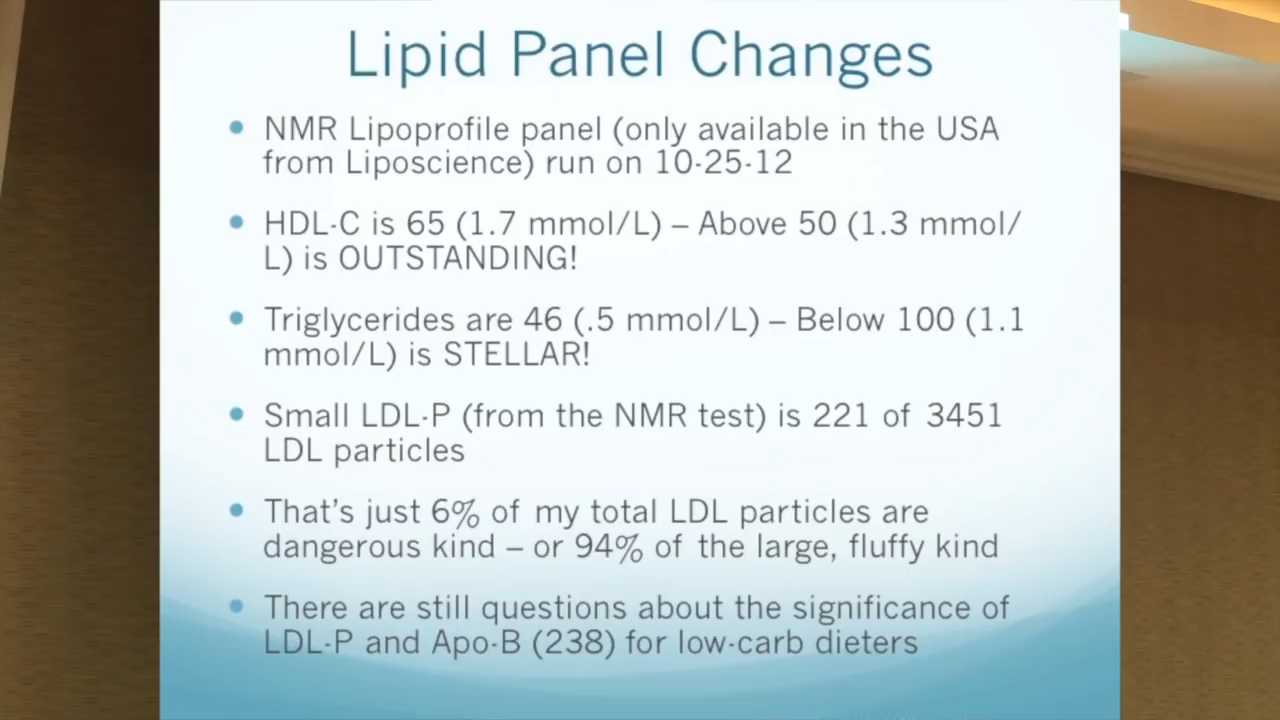 Lipid Panel Changes
NMR Lipoprofile panel (only available in the USA
from Liposcience) run on 10-25-12
HDL-C is 65 (1.7 mmol/L) – Above 50 (1.3 mmol/
L) is OUTSTANDING!
Triglycerides are 46 (.5 mmol/L) – Below 100 (1.1
mmol/L) is STELLAR!
Small LDL-P (from the NMR test) is 221 of 3451
LDL particles
That's just 6% of my total LDL particles are
dangerous kind – or 94% of the large, fluffy kind
There are still questions about the significance of
LDL-P and Apo-B (238) for low-carb dieters